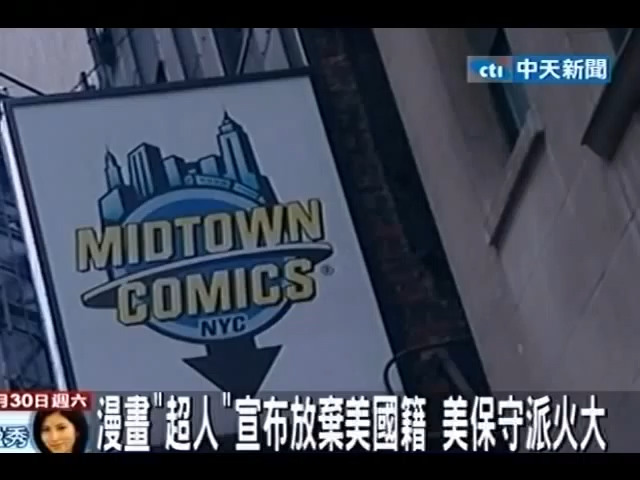 cti 中天新聞
MIDTOWN
COMICS®
NYC
月30日週六
秀
漫畫"超人"宣布放棄美國籍 美保守派火大